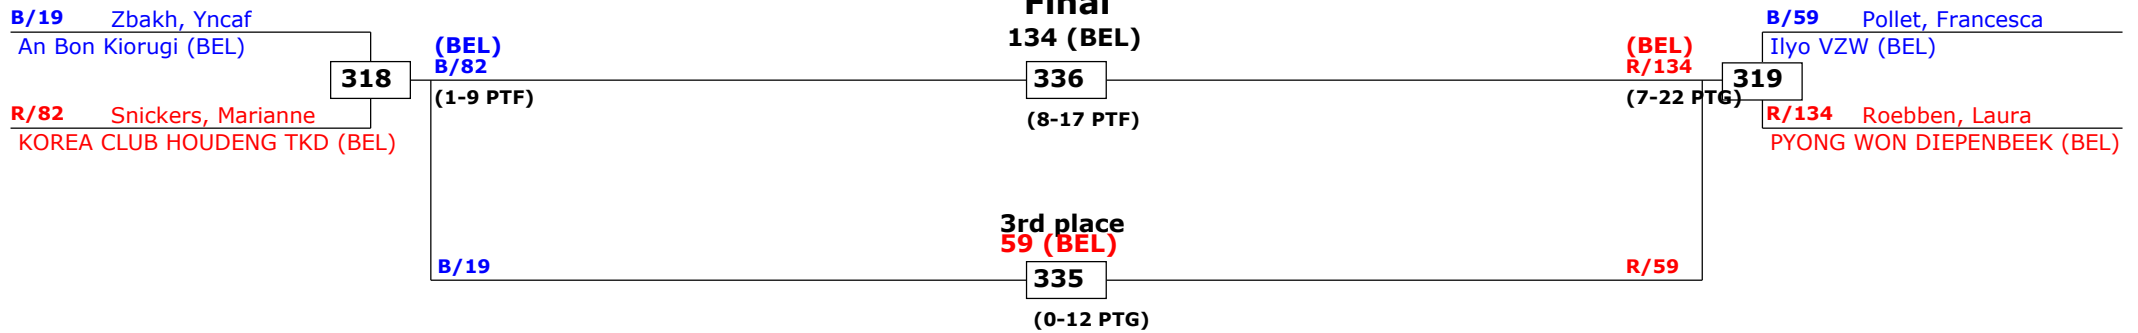 Final
134 (BEL)
B/19 Zbakh, Yncaf
An Bon Kiorugi (BEL)
318
R/82 Snickers, Marianne
KOREA CLUB HOUDENG TKD (BEL)
(BEL)
B/82
(1-9 PTF)
336
(8-17 PTF)
(BEL)
R/134
(7-22 PTG)
B/59 Pollet, Francesca
Ilyo VZW (BEL)
319
R/134 Roebben, Laura
PYONG WON DIEPENBEEK (BEL)
3rd place
59 (BEL)
B/19
335
R/59
(0-12 PTG)